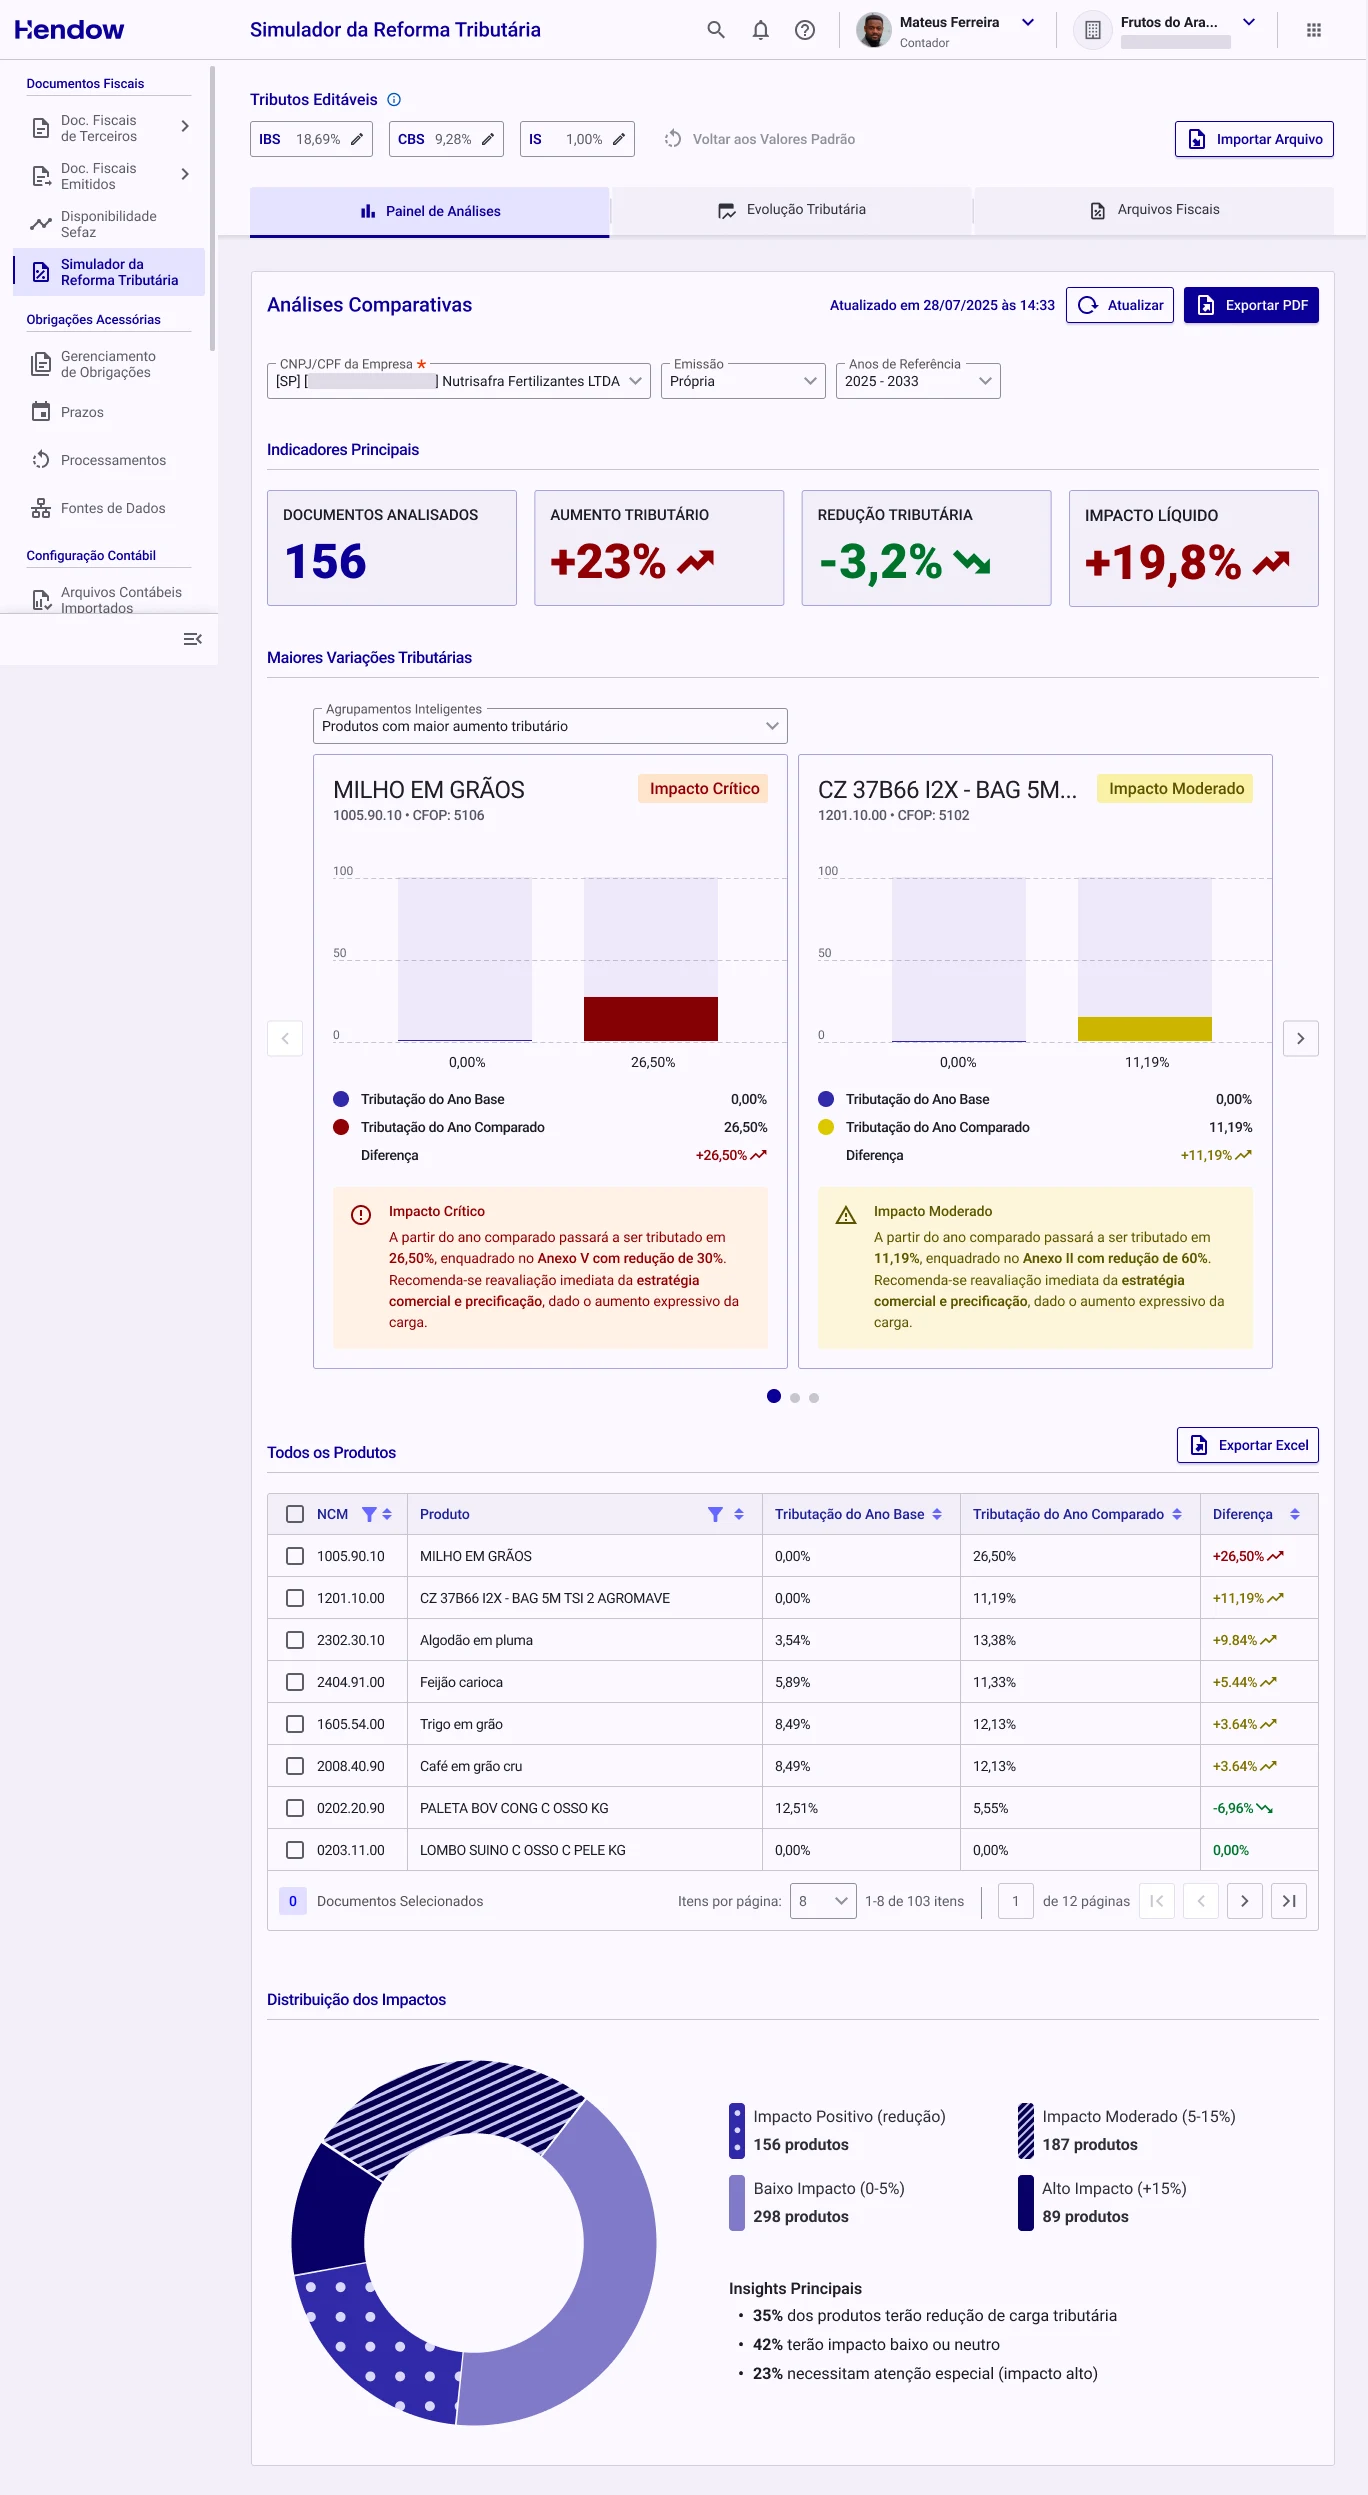 Hendow
Simulador da Reforma Tributária
Mateus Ferreira
Contador
Frutos do Ara...
Documentos Fiscais
Doc. Fiscais
de Terceiros
Doc. Fiscais
Emitidos
Disponibilidade
Sefaz
Simulador da
Reforma Tributária
Obrigações Acessórias
Gerenciamento
de Obrigações
Prazos
Processamentos
Fontes de Dados
Configuração Contábil
Arquivos Contábeis
Importados
Tributos Editáveis
IBS 18,69%
CBS 9,28%
IS 1,00%
Voltar aos Valores Padrão
Importar Arquivo
Painel de Análises
Evolução Tributária
Arquivos Fiscais
Análises Comparativas
Atualizado em 28/07/2025 às 14:33
Atualizar
Exportar PDF
CNPJ/CPF da Empresa *
[SP] [ ] Nutrisafra Fertilizantes LTDA
Emissão
Própria
Anos de Referência
2025 - 2033
Indicadores Principais
DOCUMENTOS ANALISADOS
156
AUMENTO TRIBUTÁRIO
+23%
REDUÇÃO TRIBUTÁRIA
-3,2%
IMPACTO LÍQUIDO
+19,8%
Maiores Variações Tributárias
Agrupamentos Inteligentes
Produtos com maior aumento tributário
MILHO EM GRÃOS
Impacto Crítico
1005.90.10 • CFOP: 5106
100
50
0
0,00%
26,50%
Tributação do Ano Base 0,00%
Tributação do Ano Comparado 26,50%
Diferença +26,50%
Impacto Crítico
A partir do ano comparado passará a ser tributado em
26,50%, enquadrado no Anexo V com redução de 30%.
Recomenda-se reavaliação imediata da estratégia
comercial e precificação, dado o aumento expressivo da
carga.
CZ 37B66 I2X - BAG 5M...
Impacto Moderado
1201.10.00 • CFOP: 5102
100
50
0
0,00%
11,19%
Tributação do Ano Base 0,00%
Tributação do Ano Comparado 11,19%
Diferença +11,19%
Impacto Moderado
A partir do ano comparado passará a ser tributado em
11,19%, enquadrado no Anexo II com redução de 60%.
Recomenda-se reavaliação imediata da estratégia
comercial e precificação, dado o aumento expressivo da
carga.
Todos os Produtos
Exportar Excel
NCM Produto Tributação do Ano Base Tributação do Ano Comparado Diferença
1005.90.10 MILHO EM GRÃOS 0,00% 26,50% +26,50%
1201.10.00 CZ 37B66 I2X - BAG 5M TSI 2 AGROMAVE 0,00% 11,19% +11,19%
2302.30.10 Algodão em pluma 3,54% 13,38% +9.84%
2404.91.00 Feijão carioca 5,89% 11,33% +5.44%
1605.54.00 Trigo em grão 8,49% 12,13% +3.64%
2008.40.90 Café em grão cru 8,49% 12,13% +3.64%
0202.20.90 PALETA BOV CONG C OSSO KG 12,51% 5,55% -6,96%
0203.11.00 LOMBO SUINO C OSSO C PELE KG 0,00% 0,00% 0,00%
0 Documentos Selecionados
Itens por página: 8 1-8 de 103 itens
1 de 12 páginas
Distribuição dos Impactos
Impacto Positivo (redução)
156 produtos
Impacto Moderado (5-15%)
187 produtos
Baixo Impacto (0-5%)
298 produtos
Alto Impacto (+15%)
89 produtos
Insights Principais
• 35% dos produtos terão redução de carga tributária
• 42% terão impacto baixo ou neutro
• 23% necessitam atenção especial (impacto alto)